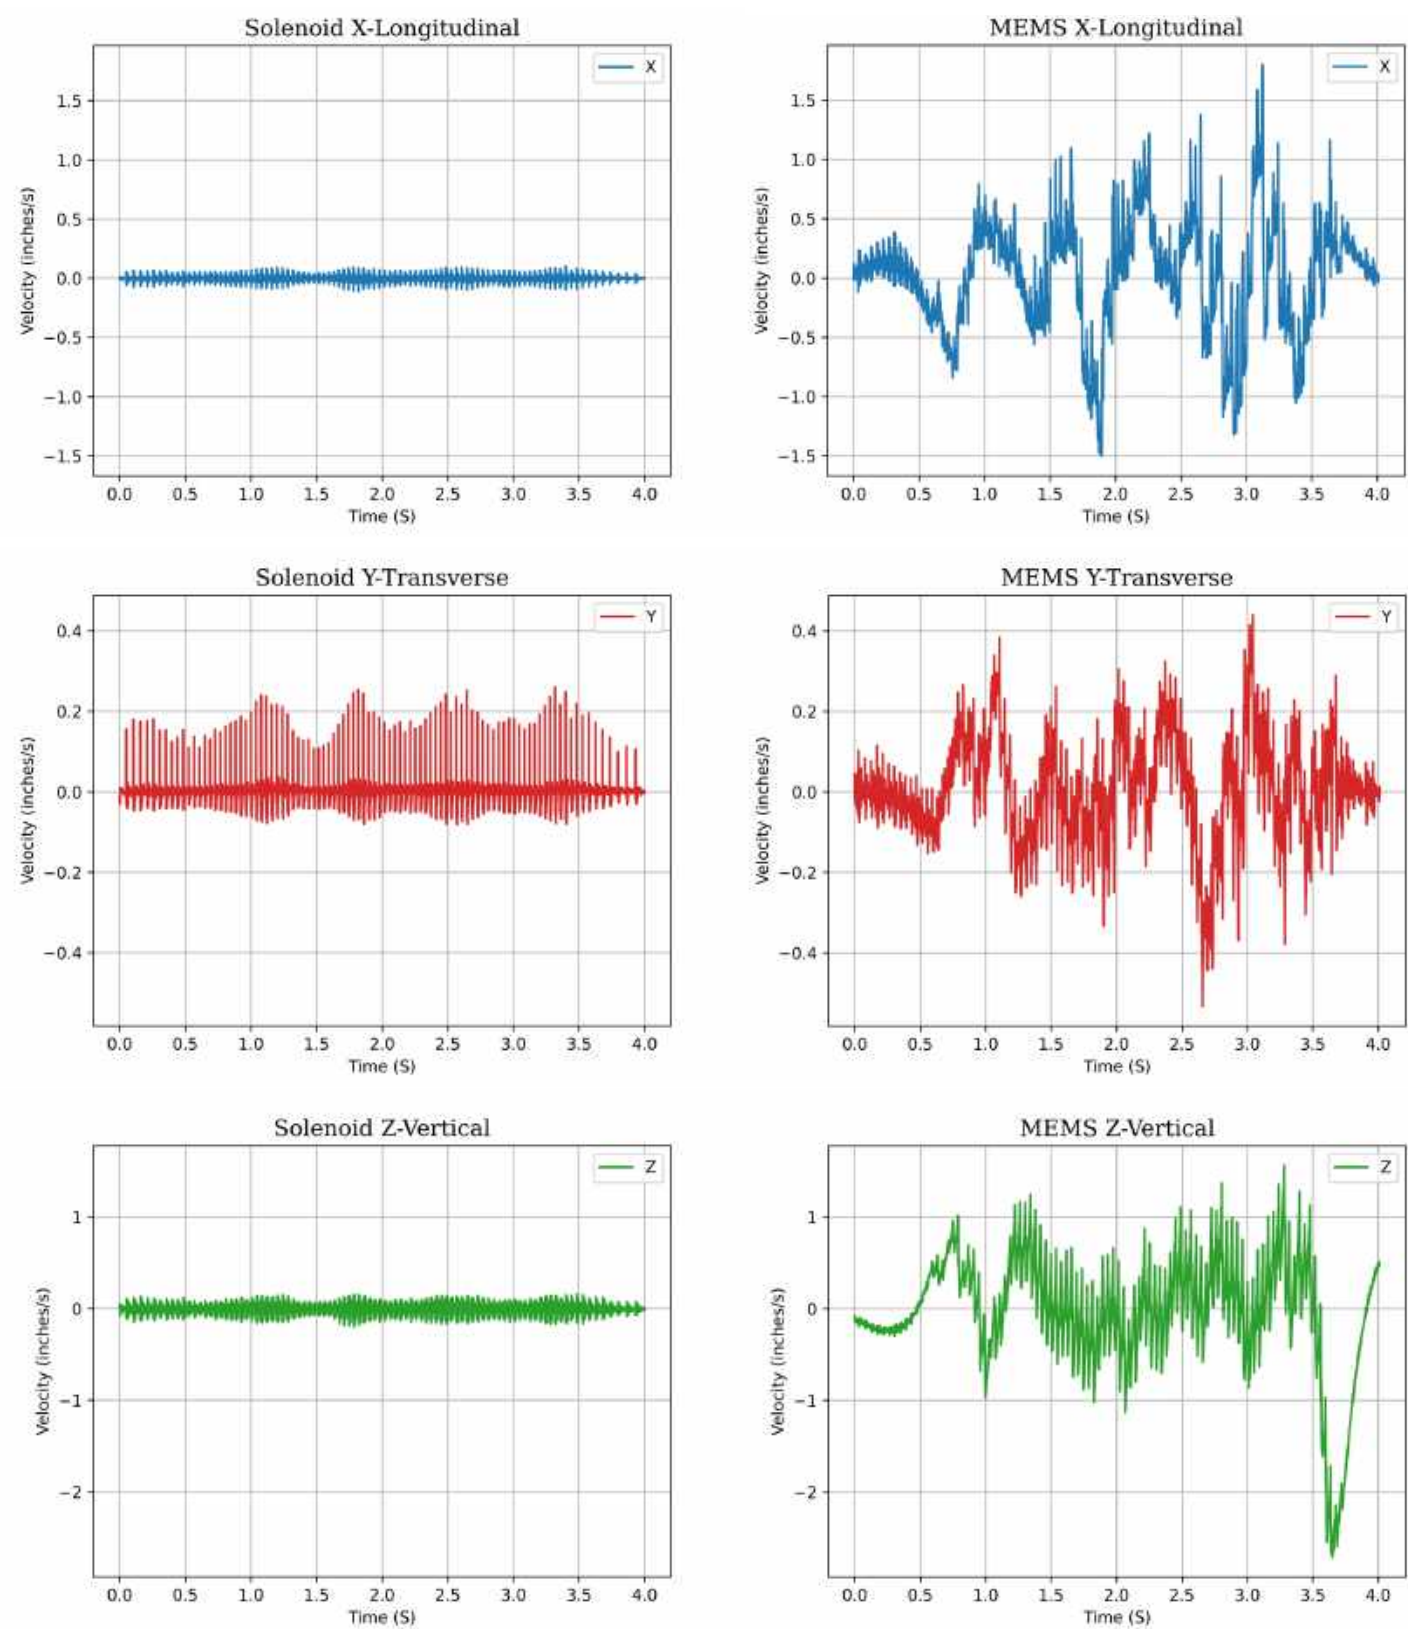 Solenoid X-Longitudinal
X
1.5
1.0
0.5
0.0
−0.5
−1.0
−1.5
Velocity (inches/s)
0.0 0.5 1.0 1.5 2.0 2.5 3.0 3.5 4.0
Time (S)
MEMS X-Longitudinal
X
1.5
1.0
0.5
0.0
−0.5
−1.0
−1.5
Velocity (inches/s)
0.0 0.5 1.0 1.5 2.0 2.5 3.0 3.5 4.0
Time (S)
Solenoid Y-Transverse
Y
0.4
0.2
0.0
−0.2
−0.4
Velocity (inches/s)
0.0 0.5 1.0 1.5 2.0 2.5 3.0 3.5 4.0
Time (S)
MEMS Y-Transverse
Y
0.4
0.2
0.0
−0.2
−0.4
Velocity (inches/s)
0.0 0.5 1.0 1.5 2.0 2.5 3.0 3.5 4.0
Time (S)
Solenoid Z-Vertical
Z
1
0
−1
−2
Velocity (inches/s)
0.0 0.5 1.0 1.5 2.0 2.5 3.0 3.5 4.0
Time (S)
MEMS Z-Vertical
Z
1
0
−1
−2
Velocity (inches/s)
0.0 0.5 1.0 1.5 2.0 2.5 3.0 3.5 4.0
Time (S)